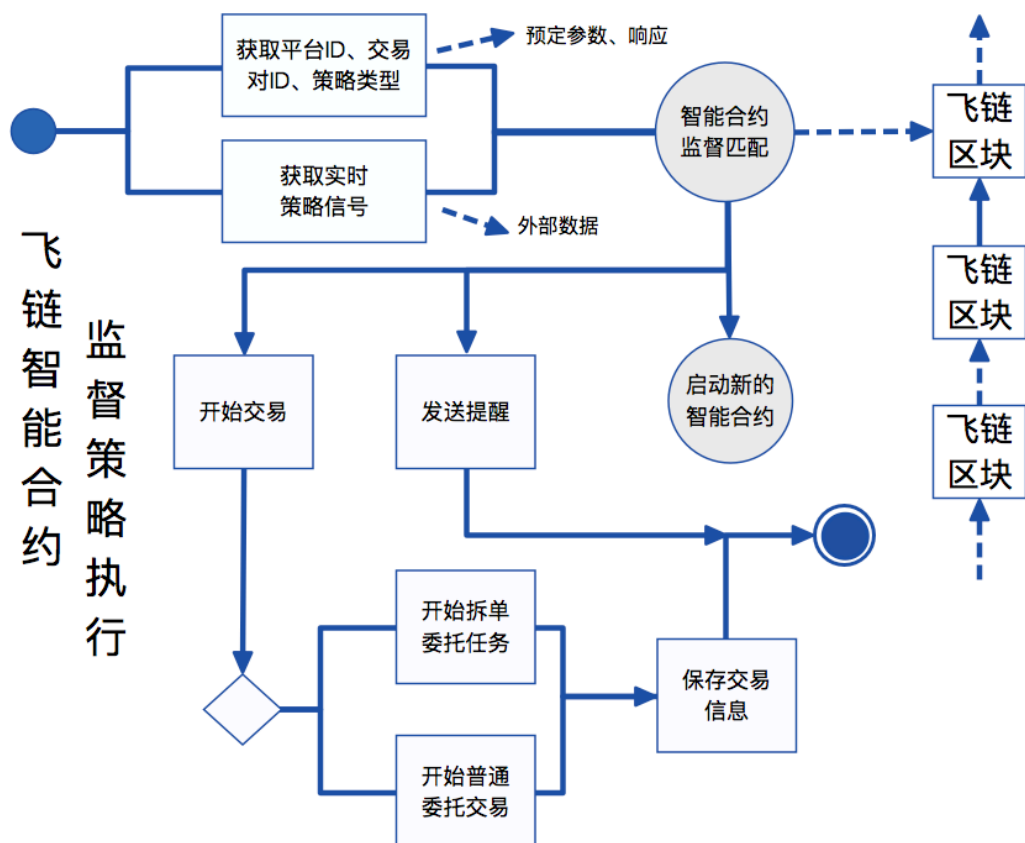 获取平台ID、交易
对ID、策略类型
预定参数、响应
获取实时
策略信号
外部数据
智能合约
监督匹配
飞链
区块
飞链
区块
飞链
区块
飞链智能合约
监督策略执行
开始交易
发送提醒
启动新的
智能合约
开始拆单
委托任务
开始普通
委托交易
保存交易
信息